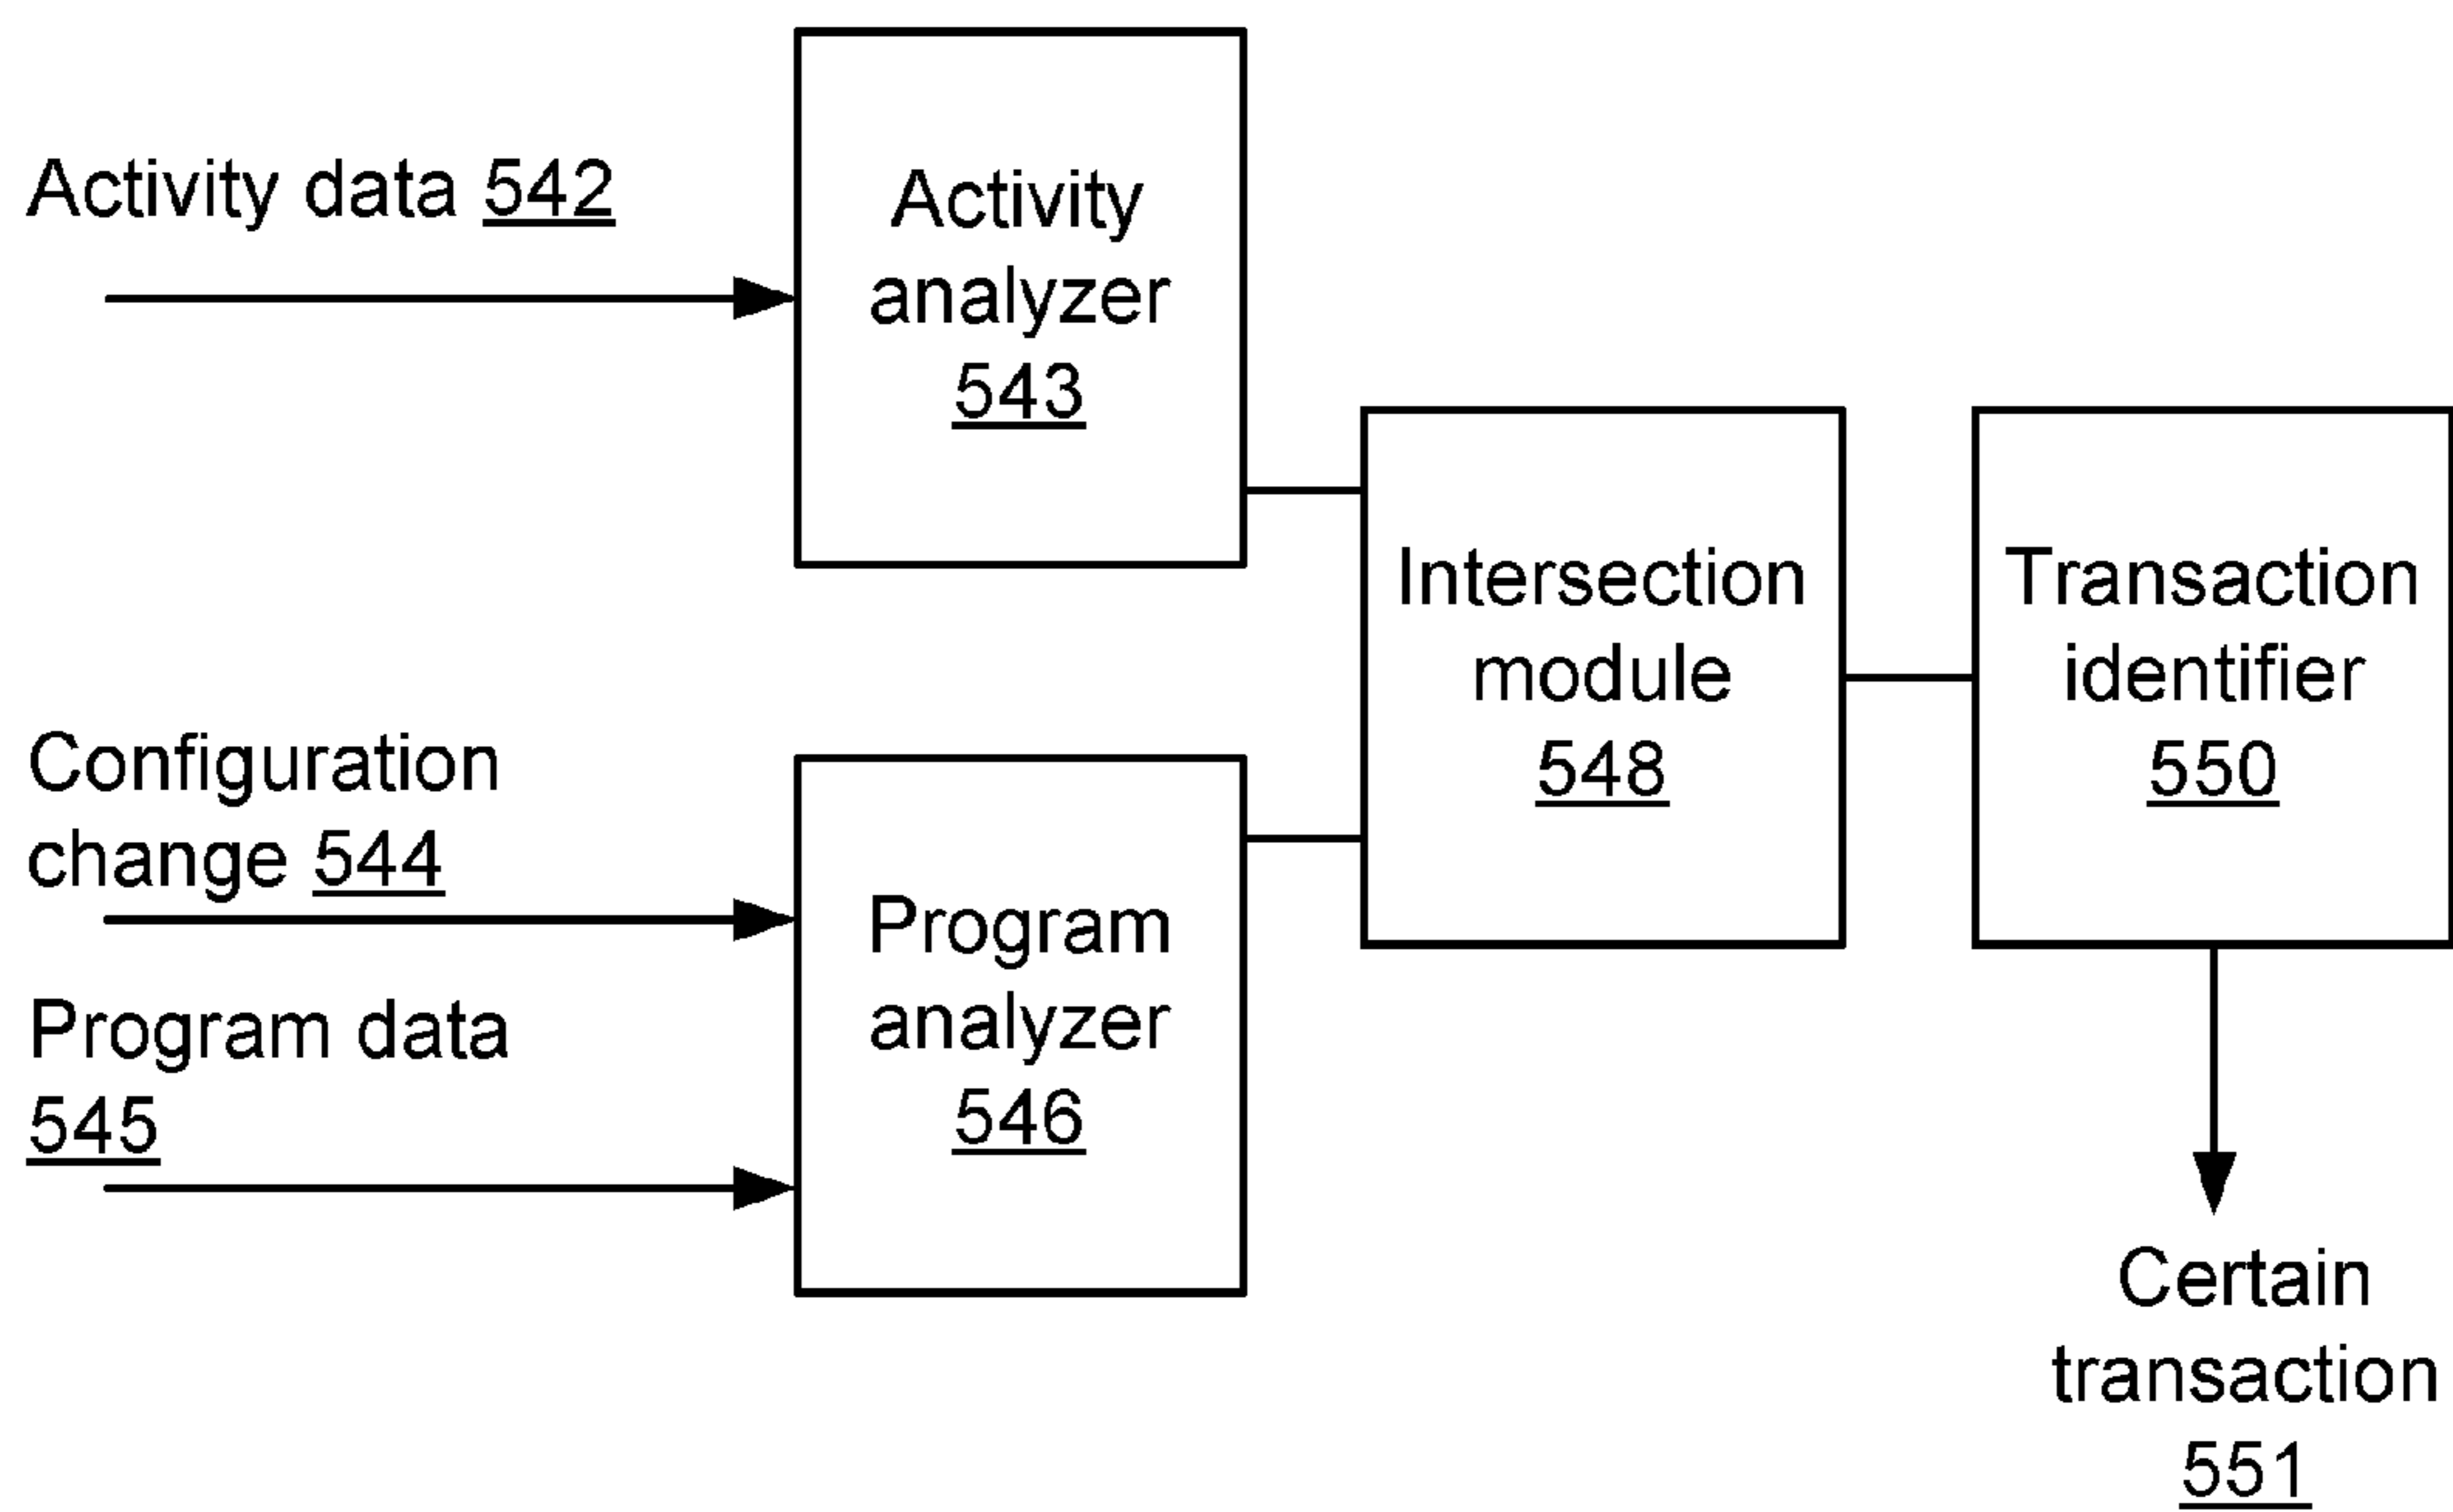 Activity data 542
Activity
analyzer
543
Configuration
change 544
Program data
545
Program
analyzer
546
Intersection
module
548
Transaction
identifier
550
Certain
transaction
551